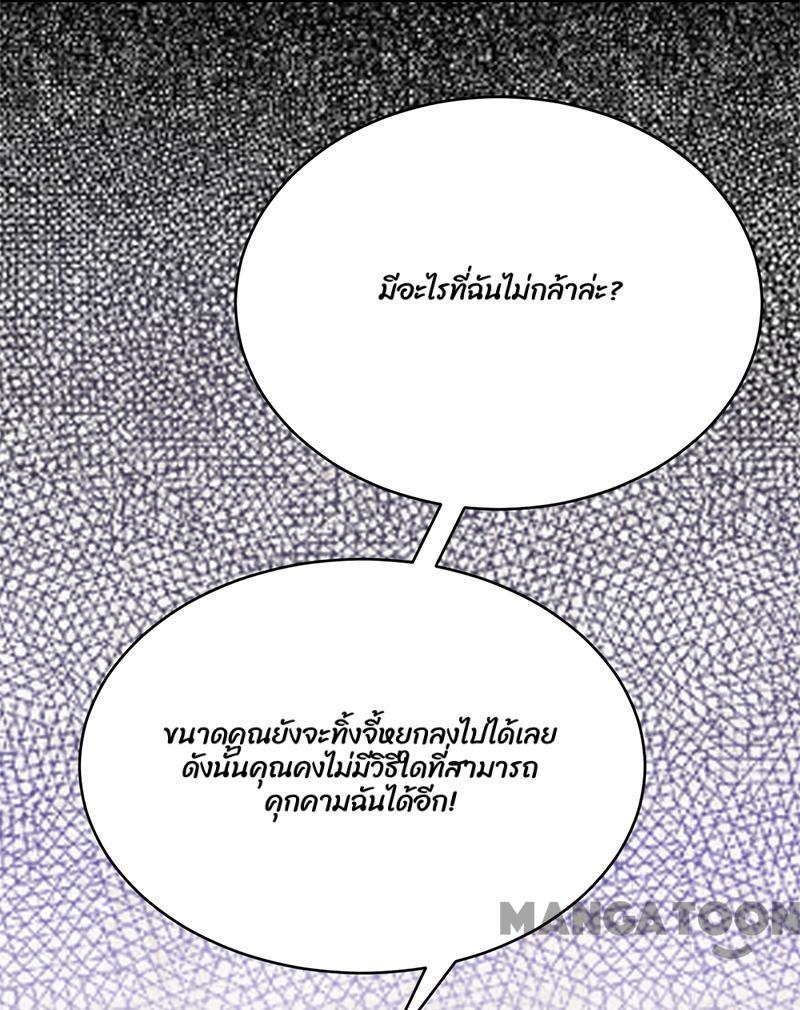 มีอะไรที่ฉันไม่กล้าล่ะ?
ขนาดคุณยังจะทิ้งจี้หยกลงไปได้เลย
ดังนั้นคุณคงไม่มีวิธีใดที่สามารถ
คุกคามฉันได้อีก!
MANGATOON